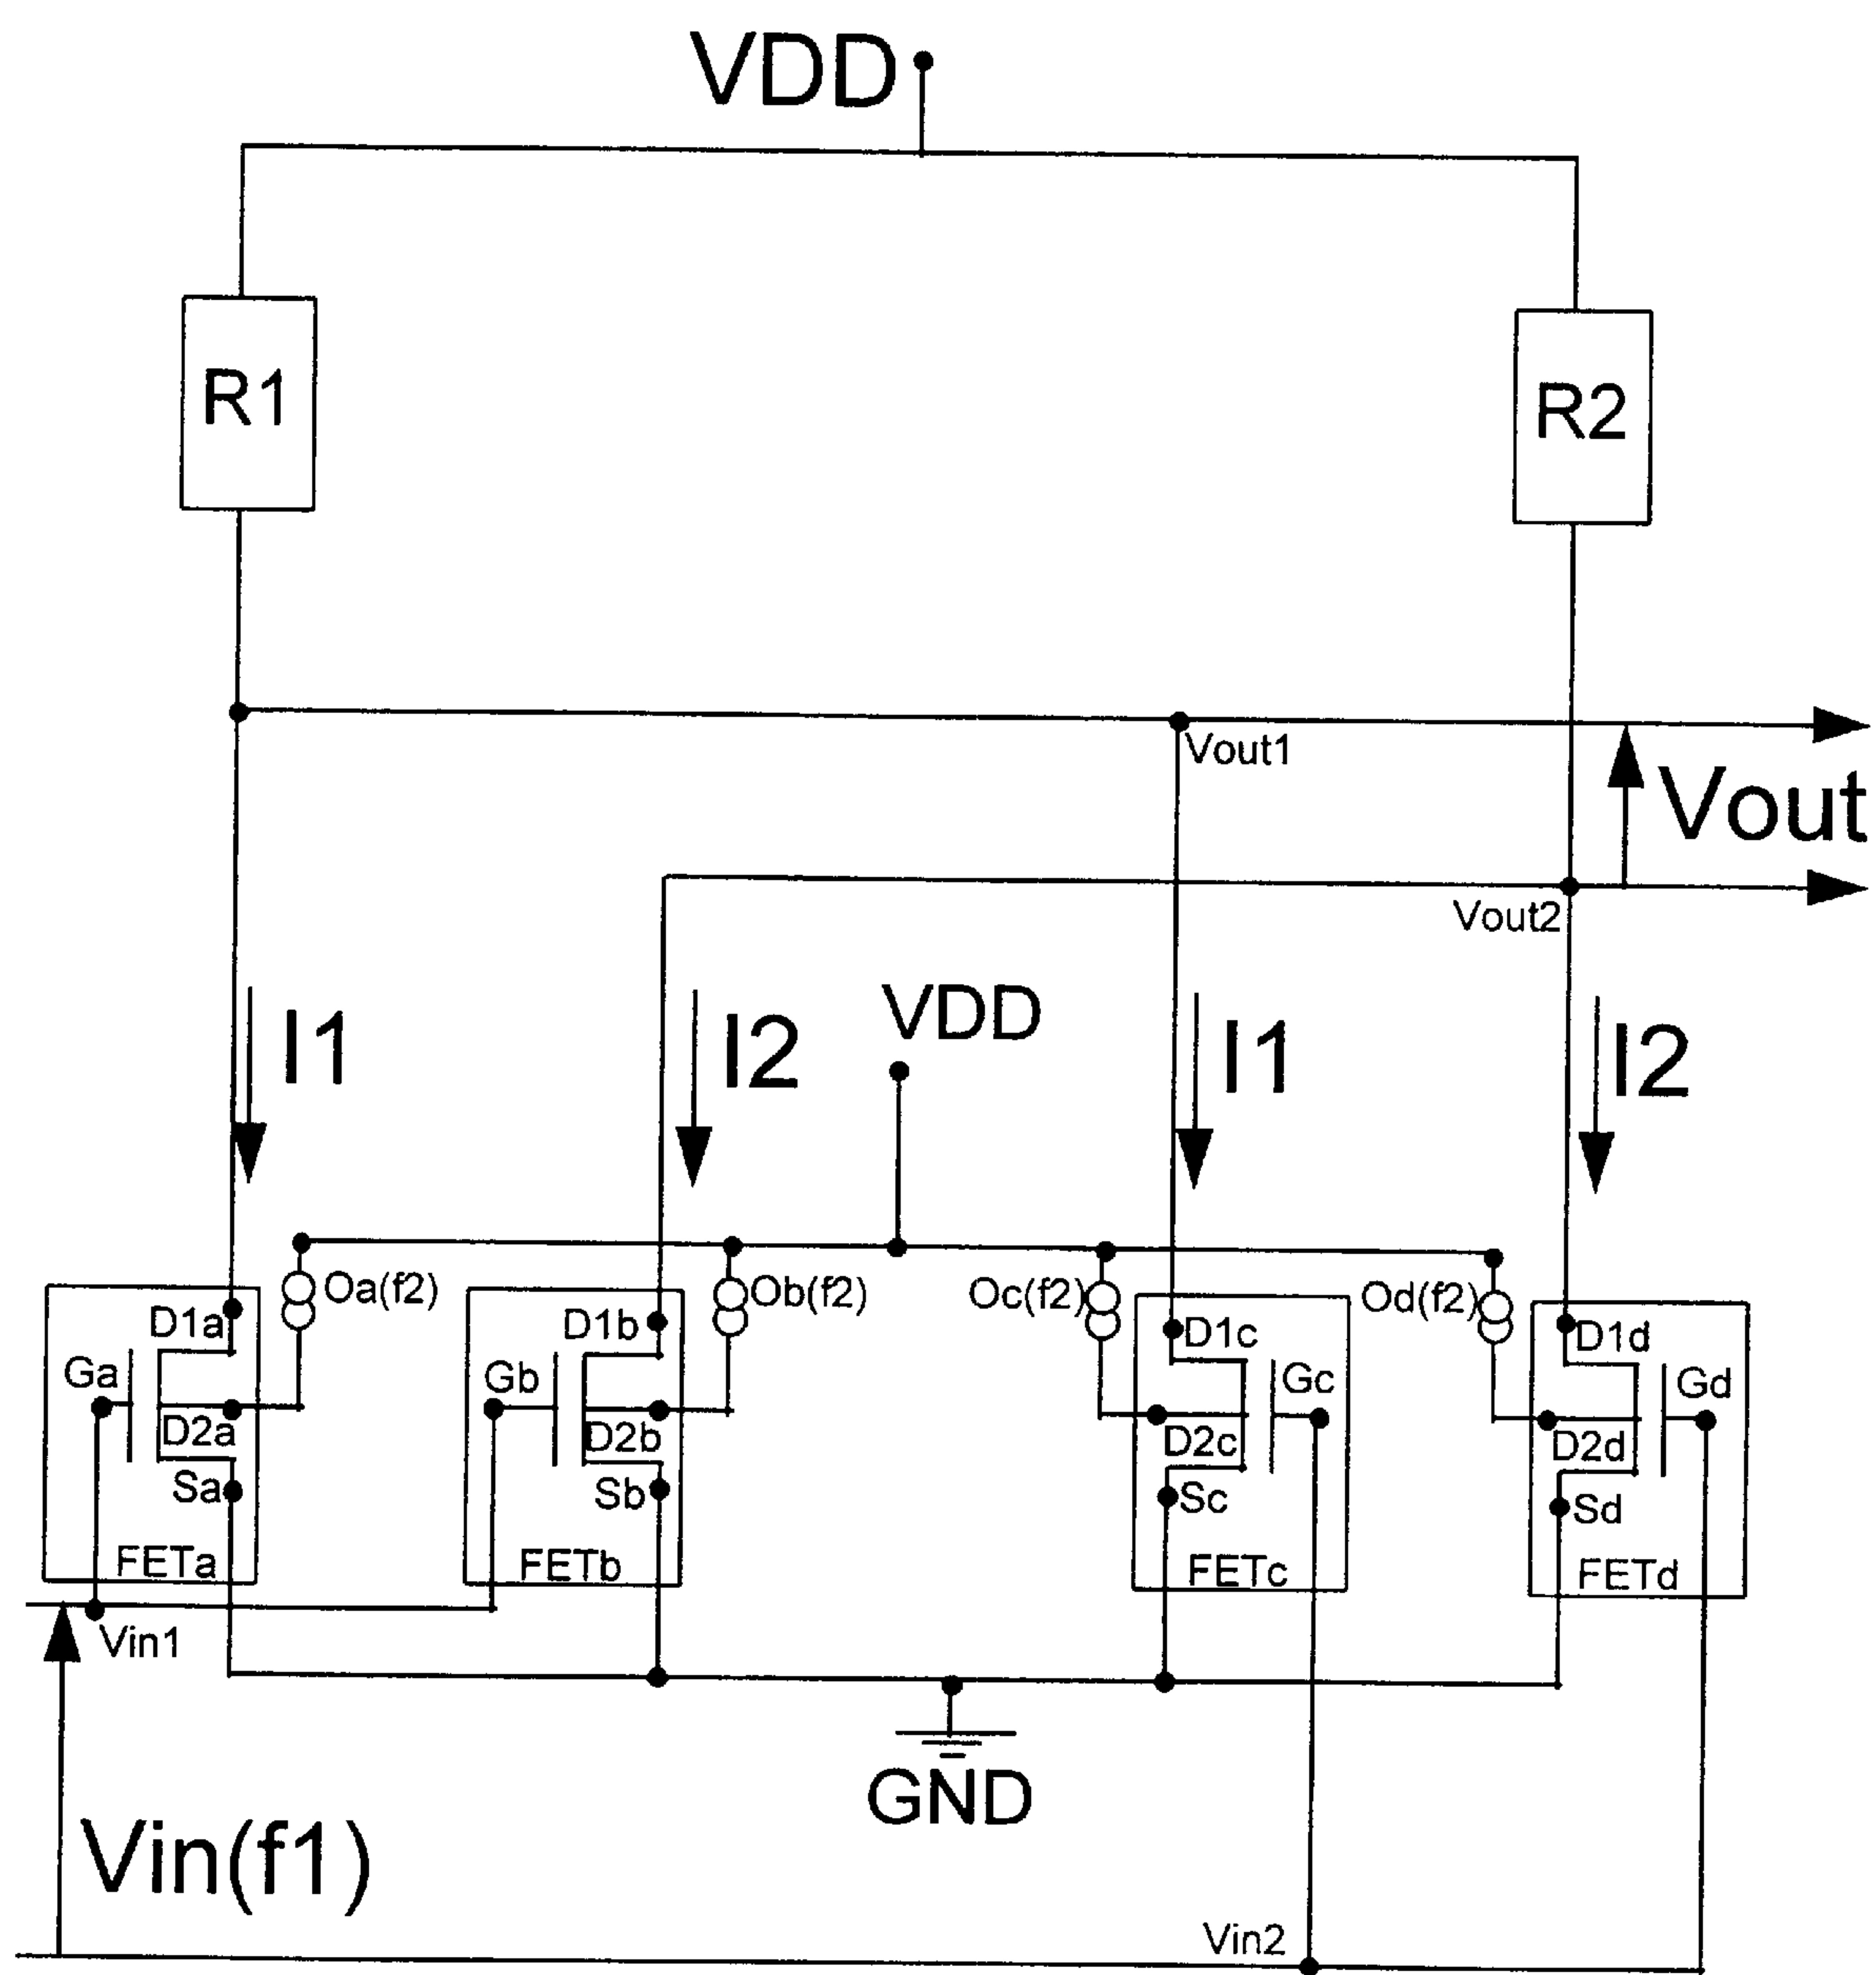 VDD
R1
R2
Vout1
Vout
Vout2
I1
I2
VDD
I1
I2
Oa(f2)
Ob(f2)
Oc(f2)
Od(f2)
D1a
D1b
D1c
D1d
Ga
Gb
Gc
Gd
D2a
D2b
D2c
D2d
Sa
Sb
Sc
Sd
FETa
FETb
FETc
FETd
Vin1
GND
Vin(f1)
Vin2